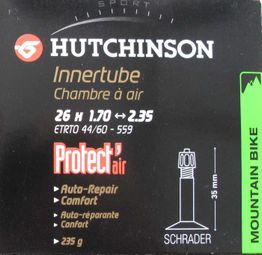 SPORT
HUTCHINSON
Innertube
Chambre à air
26 x 1.70 ↔ 2.35
ETRTO 44/60 - 559
Protect'air
Auto-Repair
Comfort
Auto-réparante
Confort
235 g
35 mm
SCHRADER
MOUNTAIN BIKE